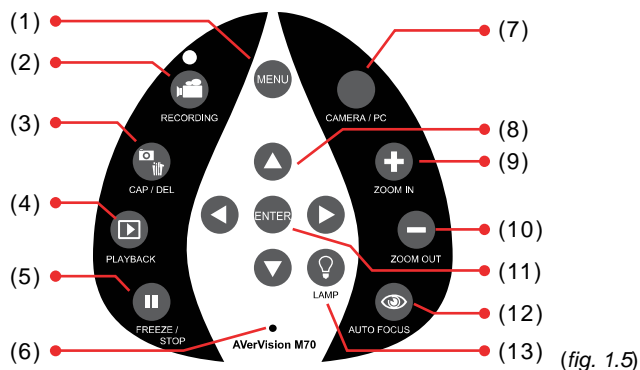 (1)
(2)
(3)
(4)
(5)
(6)
RECORDING
CAP / DEL
PLAYBACK
FREEZE /
STOP
MENU
ENTER
LAMP
AVerVision M70
CAMERA / PC
ZOOM IN
ZOOM OUT
AUTO FOCUS
(7)
(8)
(9)
(10)
(11)
(12)
(13)
(fig. 1.5)